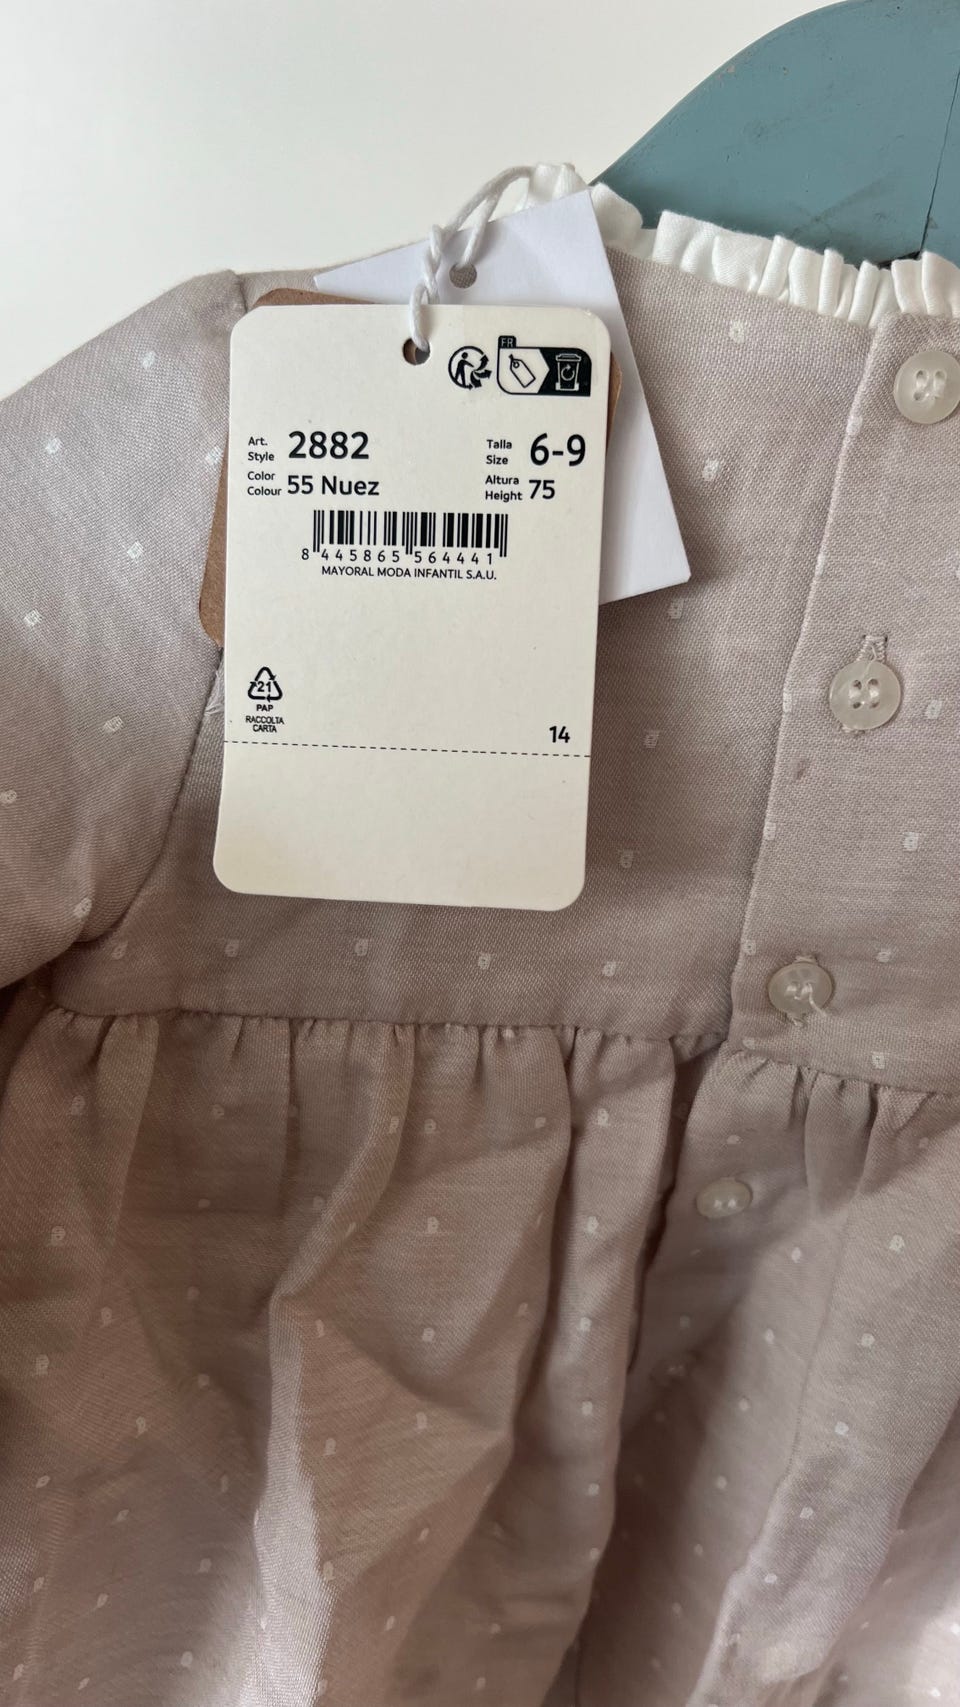 FR
Art.
Style 2882
Talla
Size 6-9
Color
Colour 55 Nuez
Altura
Height 75
8 445865 564441
MAYORAL MODA INFANTIL S.A.U.
21
PAP
RACCOLTA
CARTA
14